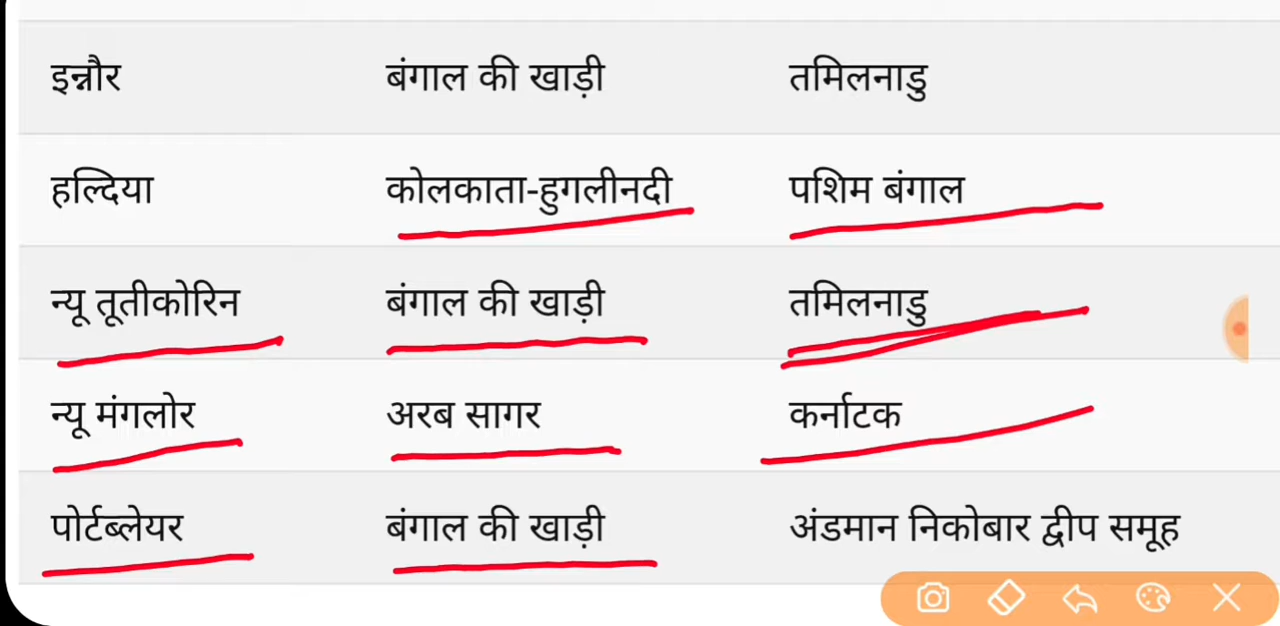 इन्नौर बंगाल की खाड़ी तमिलनाडु
हल्दिया कोलकाता-हुगलीनदी पशिम बंगाल
न्यू तूतीकोरिन बंगाल की खाड़ी तमिलनाडु
न्यू मंगलोर अरब सागर कर्नाटक
पोर्टब्लेयर बंगाल की खाड़ी अंडमान निकोबार द्वीप समूह